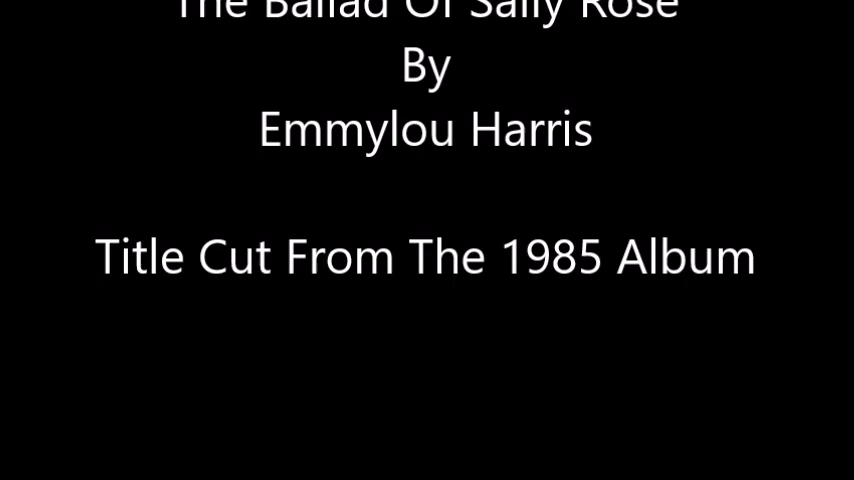 The Ballad Of Sally Rose
By
Emmylou Harris
Title Cut From The 1985 Album